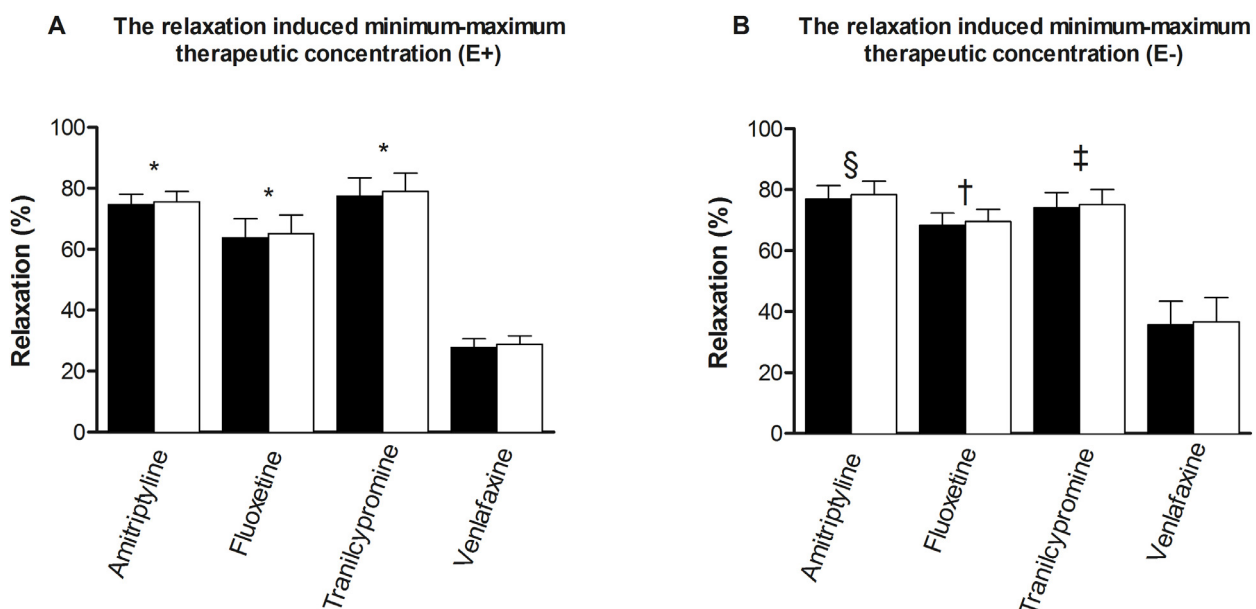 A
The relaxation induced minimum-maximum
therapeutic concentration (E+)
Relaxation (%)
100
80
60
40
20
0
*
*
*
Amitriptyline
Fluoxetine
Tranilcypromine
Venlafaxine
B
The relaxation induced minimum-maximum
therapeutic concentration (E-)
Relaxation (%)
100
80
60
40
20
0
§
†
‡
Amitriptyline
Fluoxetine
Tranilcypromine
Venlafaxine